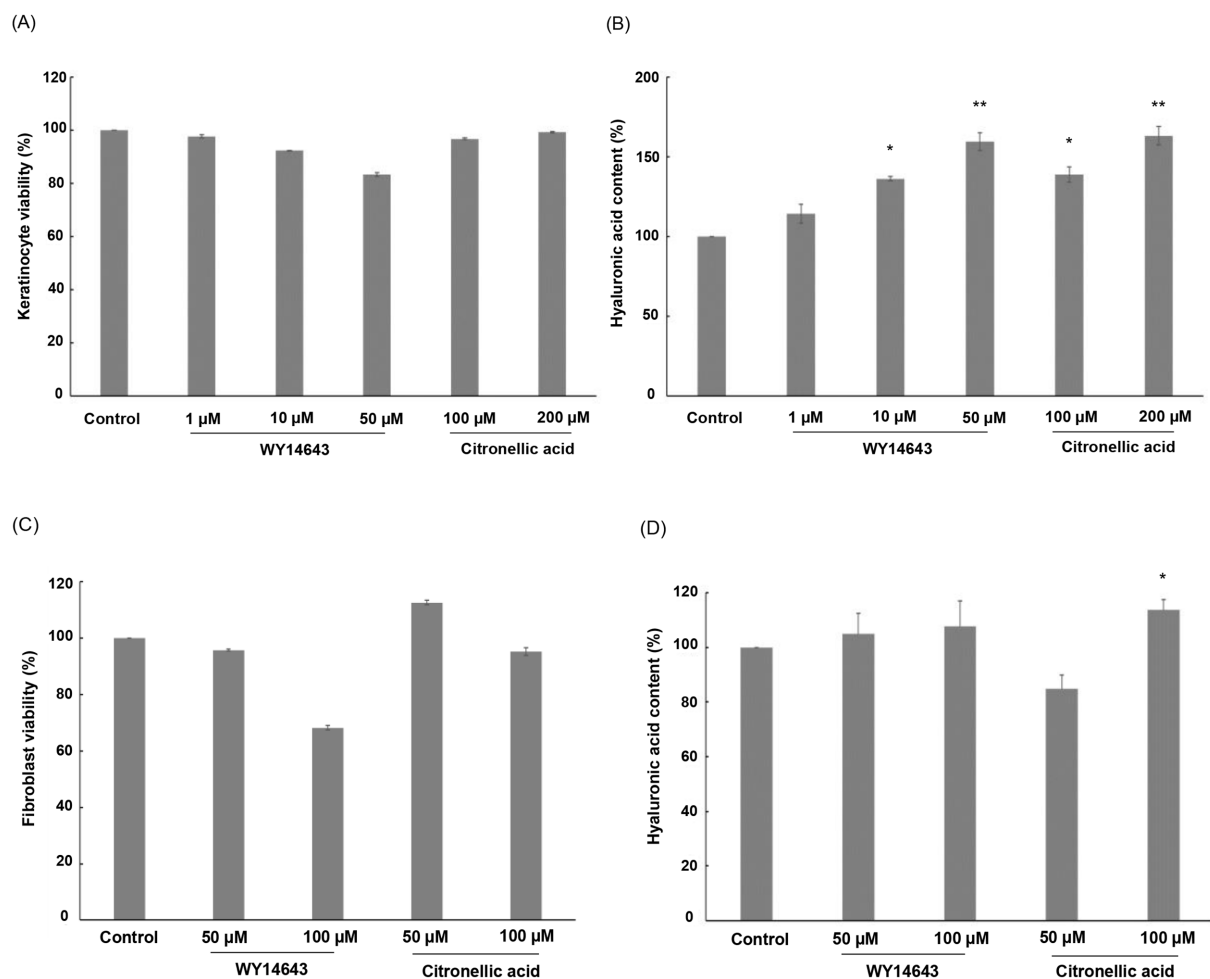 (A)
Keratinocyte viability (%)
120
100
80
60
40
20
0
Control
1 µM
10 µM
50 µM
100 µM
200 µM
WY14643
Citronellic acid
(B)
Hyaluronic acid content (%)
200
150
100
50
0
*
**
*
**
Control
1 µM
10 µM
50 µM
100 µM
200 µM
WY14643
Citronellic acid
(C)
Fibroblast viability (%)
120
100
80
60
40
20
0
Control
50 µM
100 µM
50 µM
100 µM
WY14643
Citronellic acid
(D)
Hyaluronic acid content (%)
120
100
80
60
40
20
0
*
Control
50 µM
100 µM
50 µM
100 µM
WY14643
Citronellic acid